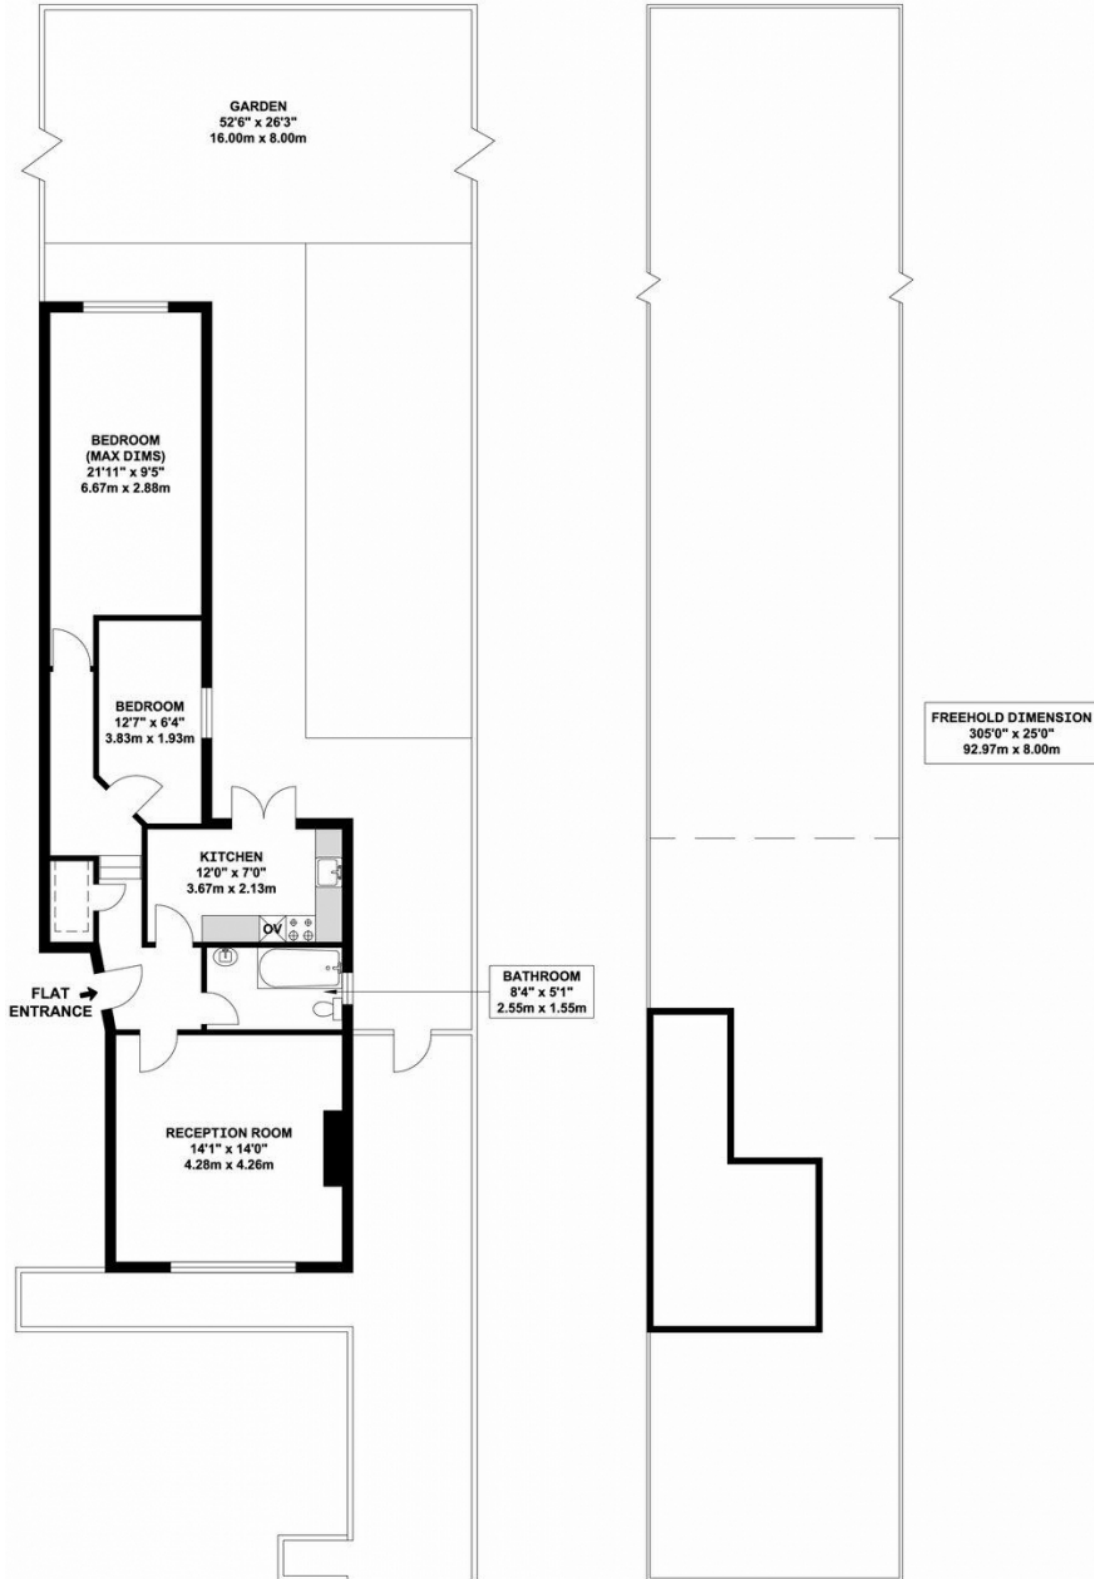 GARDEN
52'6" x 26'3"
16.00m x 8.00m
BEDROOM
(MAX DIMS)
21'11" x 9'5"
6.67m x 2.88m
BEDROOM
12'7" x 6'4"
3.83m x 1.93m
FREEHOLD DIMENSION
305'0" x 25'0"
92.97m x 8.00m
KITCHEN
12'0" x 7'0"
3.67m x 2.13m
OV
FLAT
ENTRANCE
BATHROOM
8'4" x 5'1"
2.55m x 1.55m
RECEPTION ROOM
14'1" x 14'0"
4.28m x 4.26m